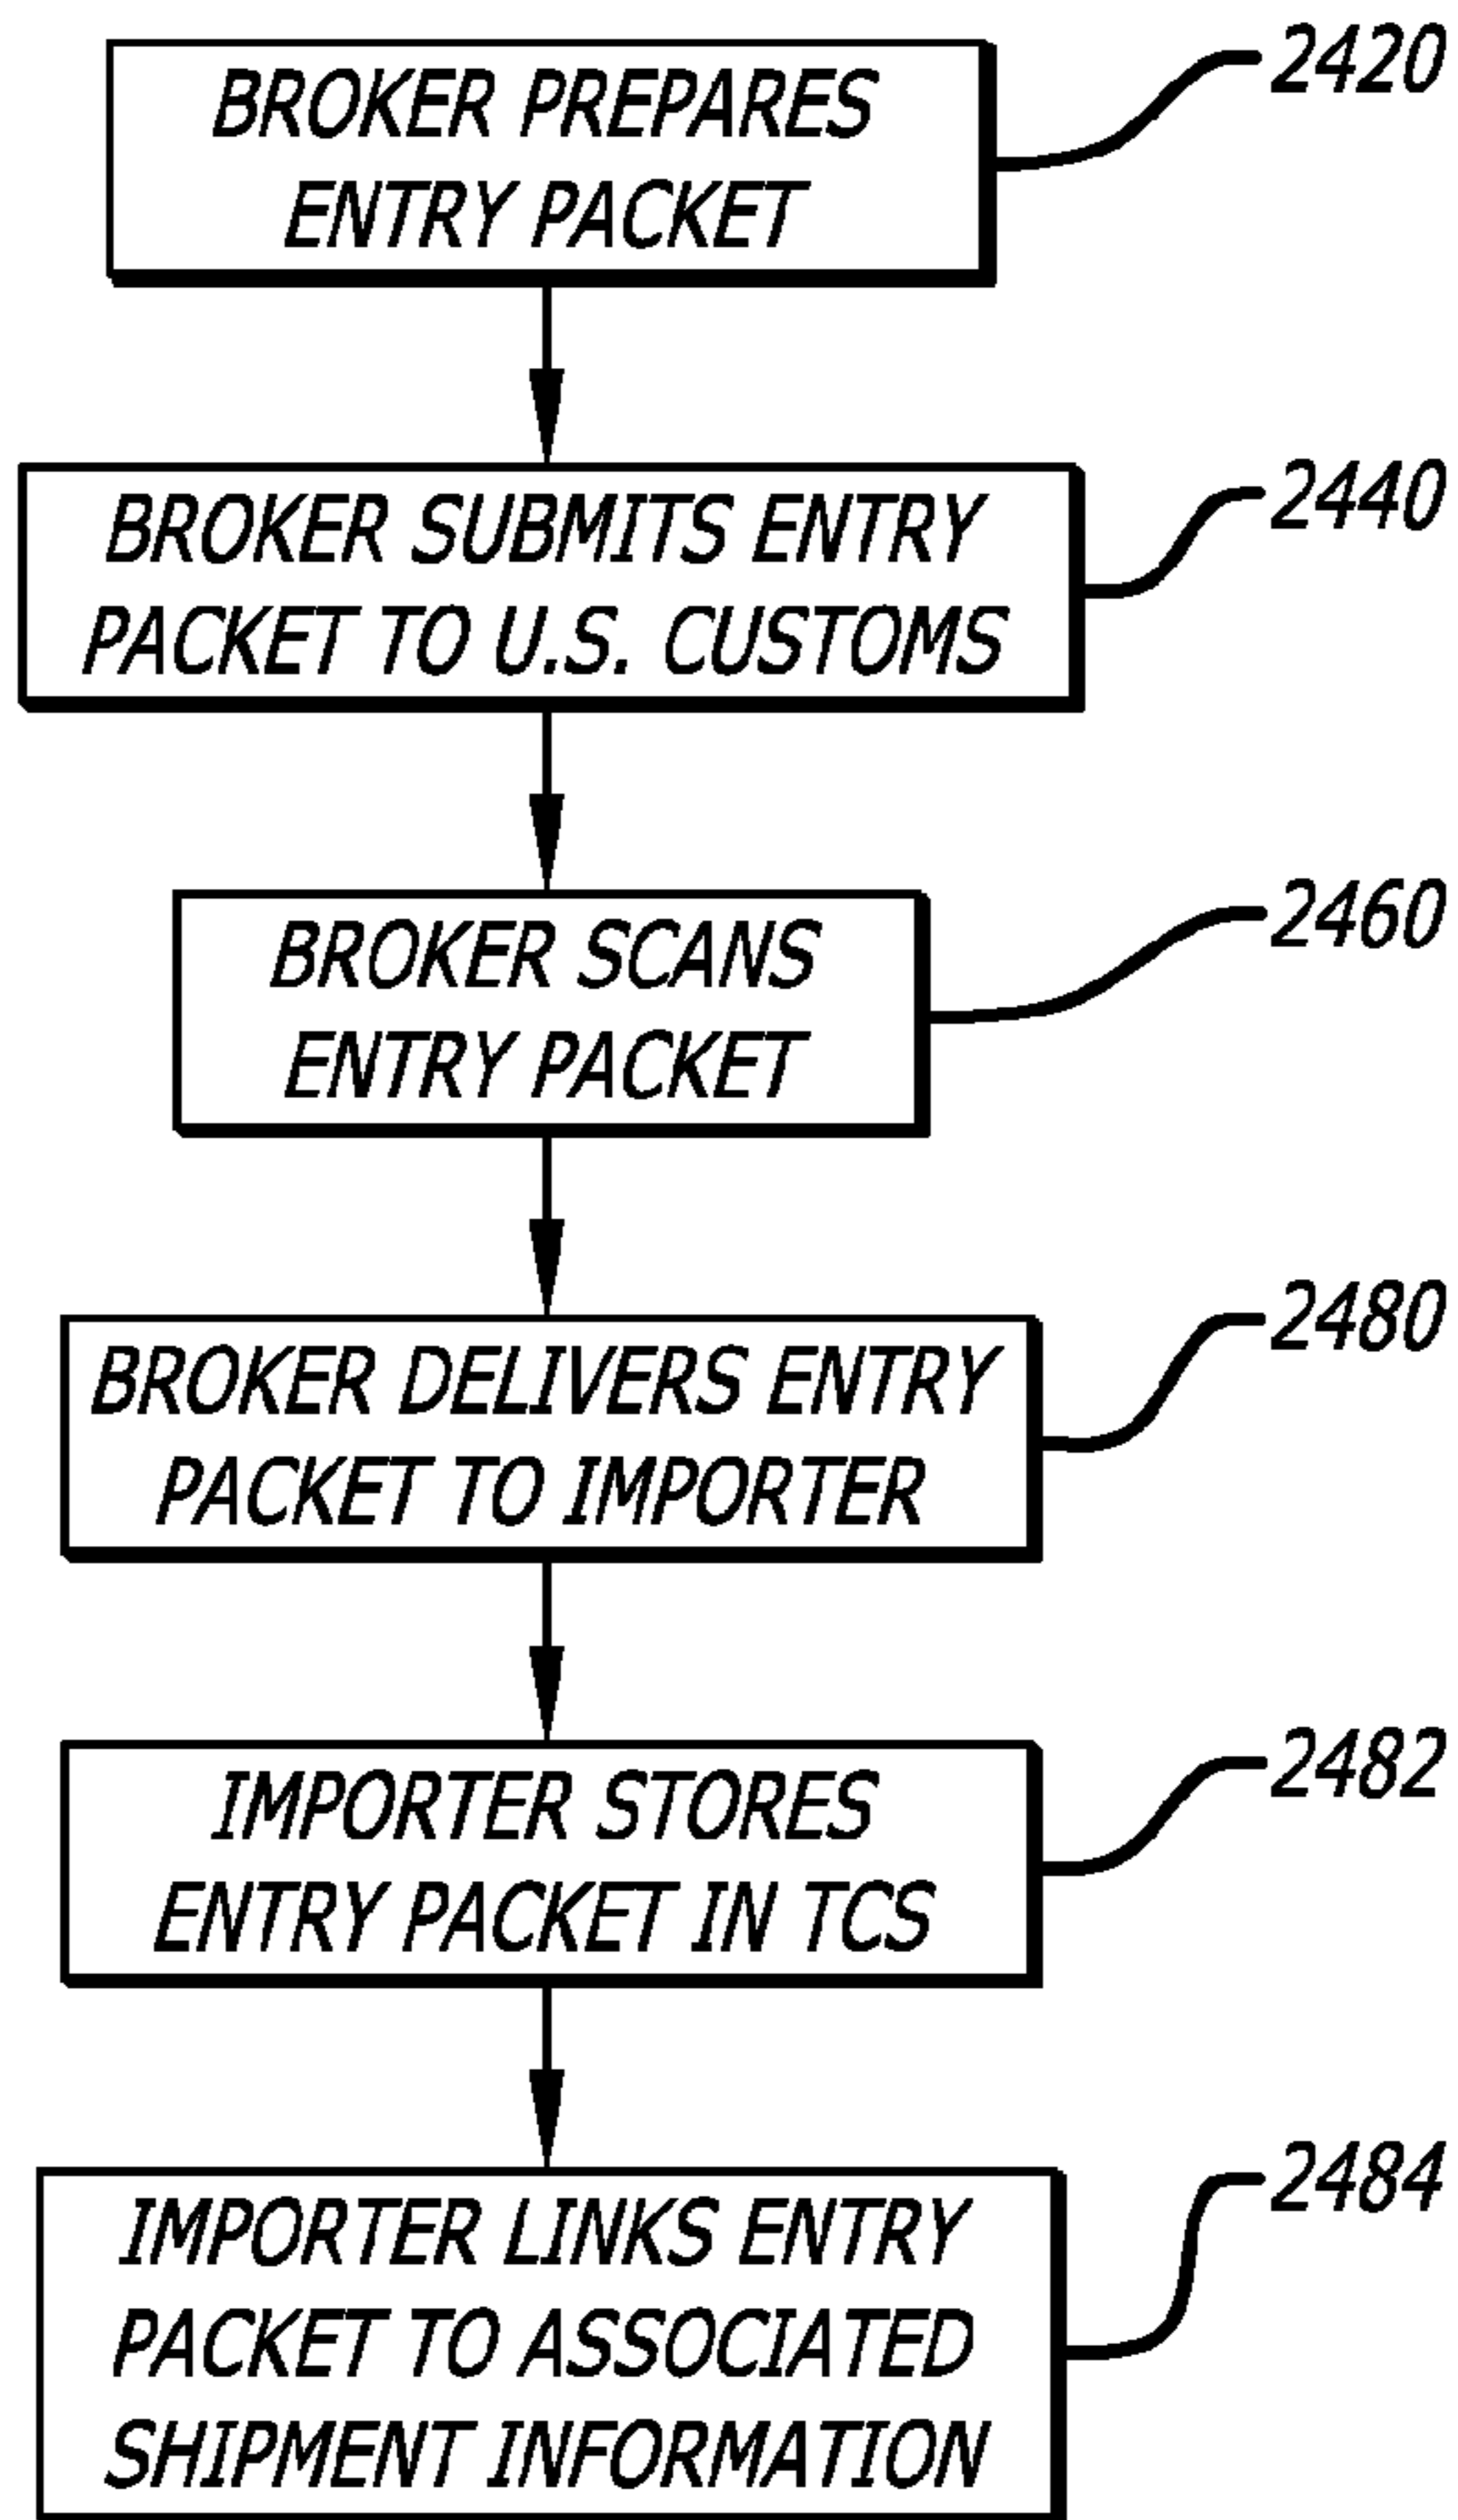 2420
BROKER PREPARES
ENTRY PACKET
2440
BROKER SUBMITS ENTRY
PACKET TO U.S. CUSTOMS
2460
BROKER SCANS
ENTRY PACKET
2480
BROKER DELIVERS ENTRY
PACKET TO IMPORTER
2482
IMPORTER STORES
ENTRY PACKET IN TCS
2484
IMPORTER LINKS ENTRY
PACKET TO ASSOCIATED
SHIPMENT INFORMATION